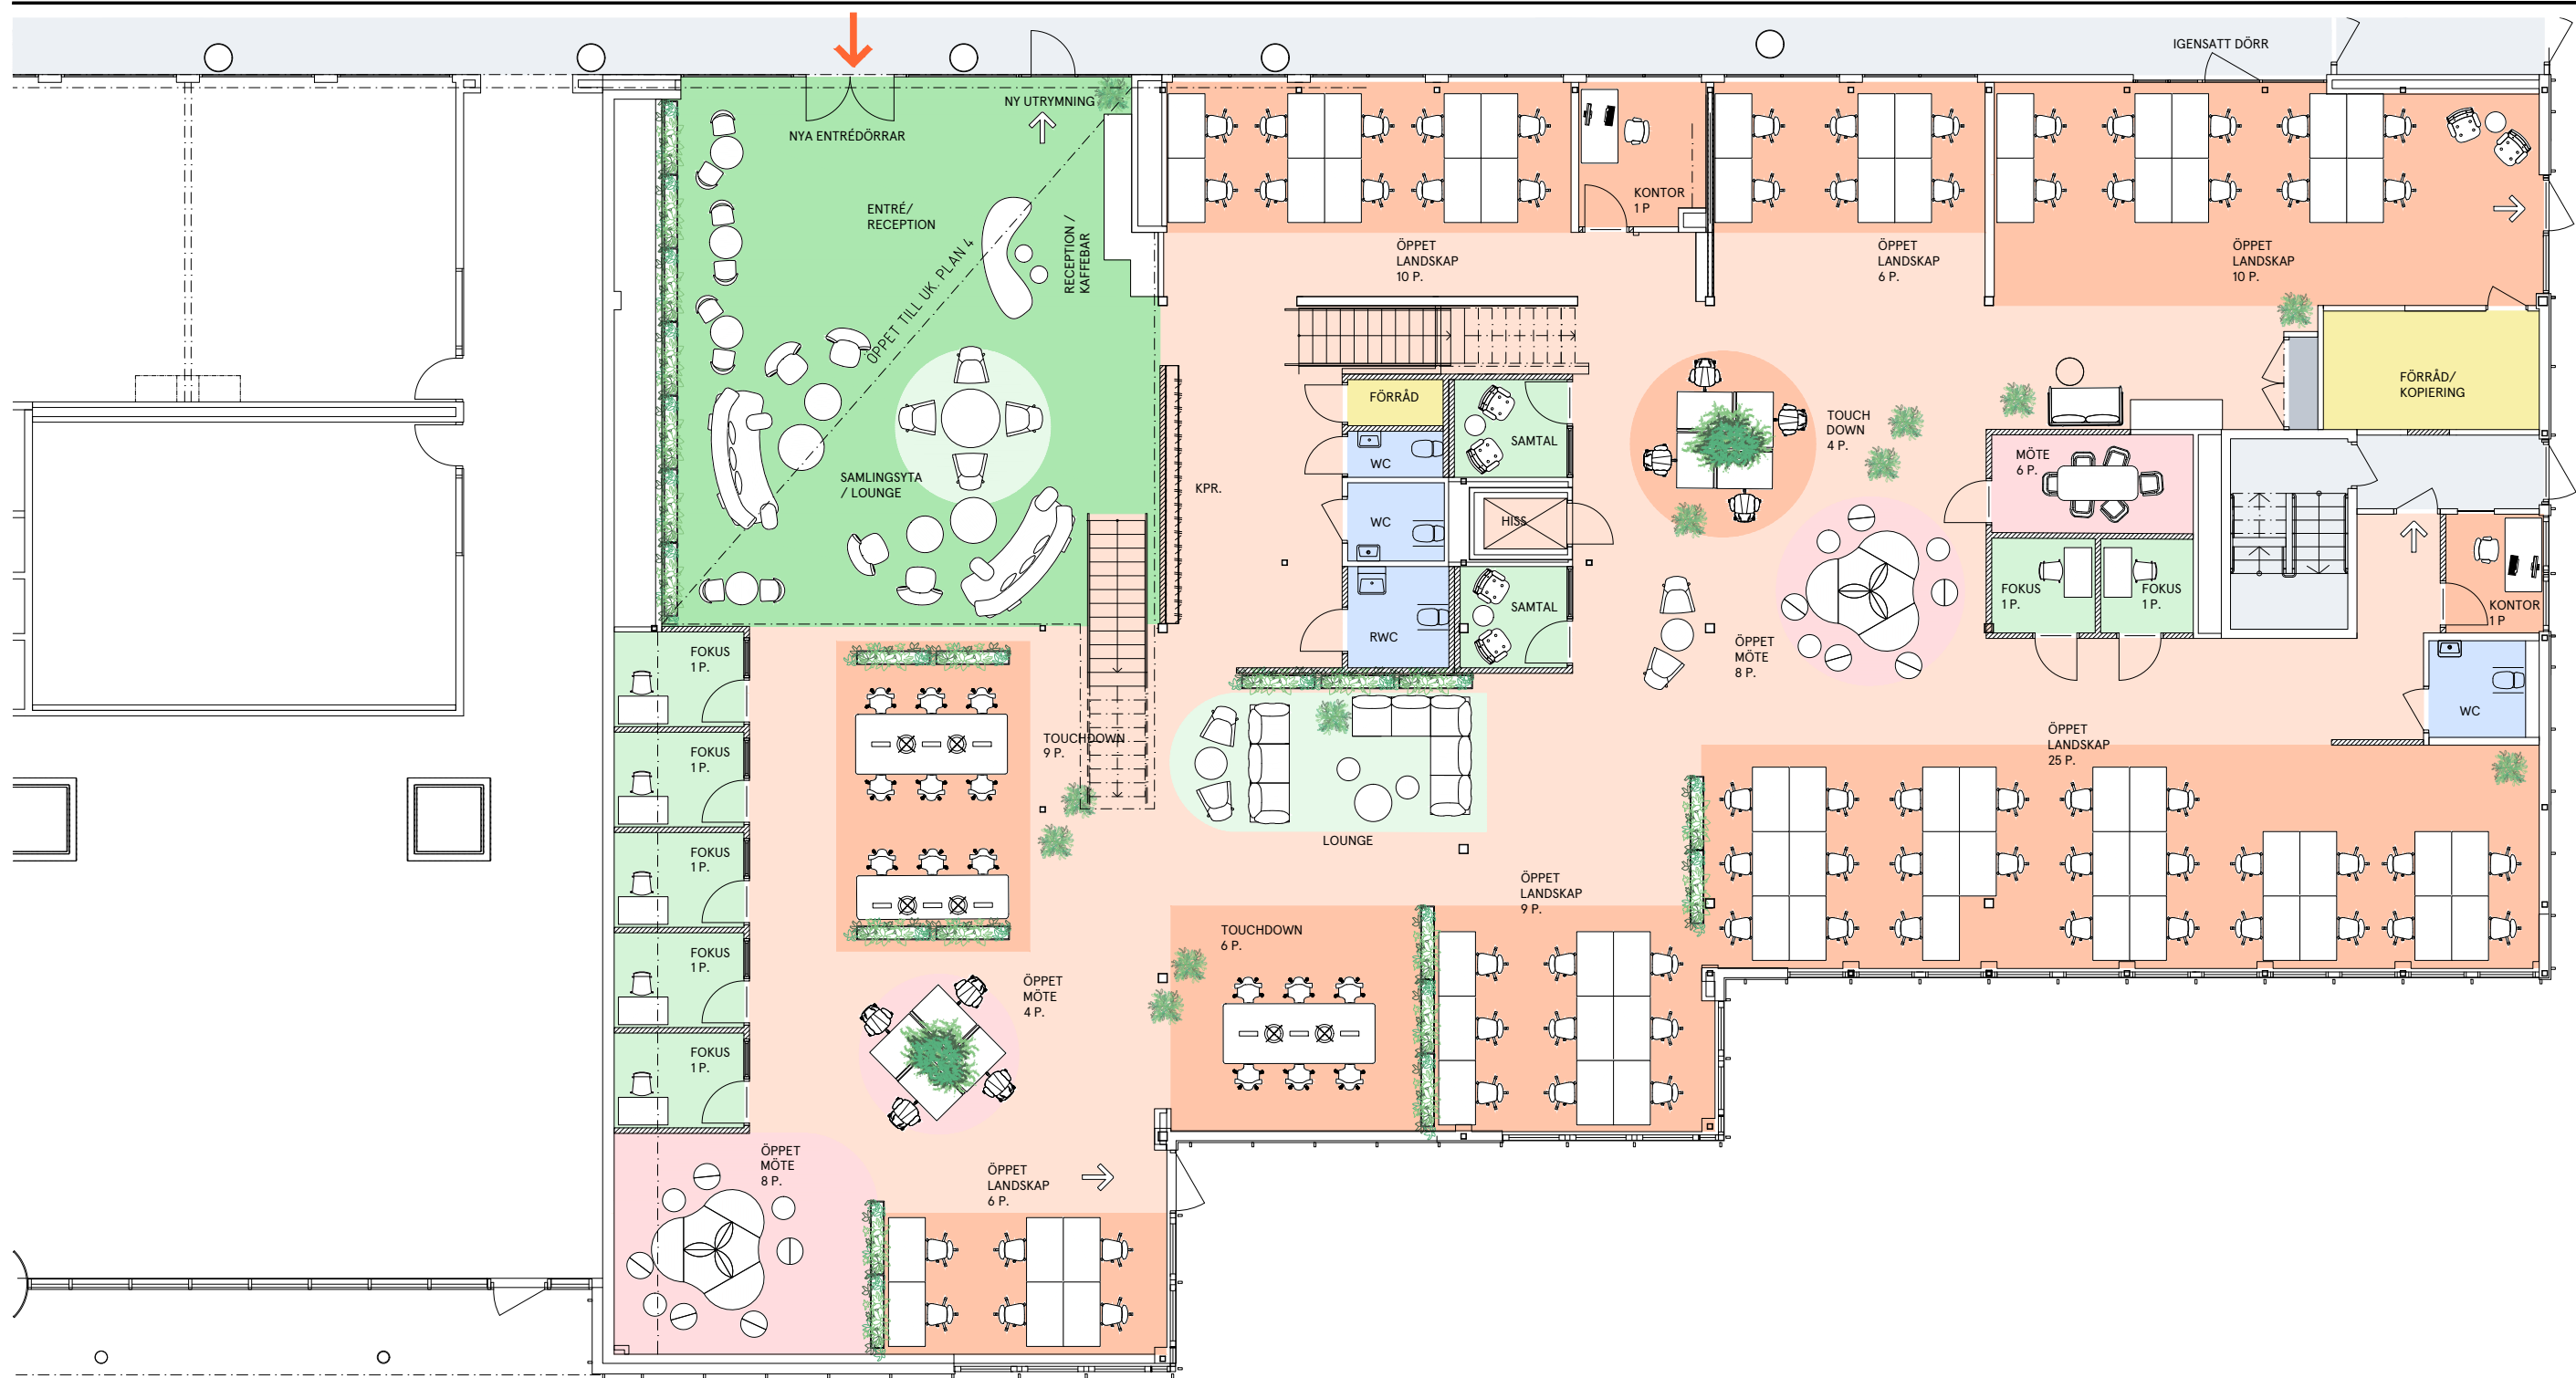 IGENSATT DÖRR
NY UTRYMNING
NYA ENTRÉDÖRRAR
ENTRÉ/
RECEPTION
RECEPTION /
KAFFEBAR
ÖPPET TILL UK. PLAN 4
KONTOR
1 P
ÖPPET
LANDSKAP
10 P.
ÖPPET
LANDSKAP
6 P.
ÖPPET
LANDSKAP
10 P.
FÖRRÅD/
KOPIERING
FÖRRÅD
SAMTAL
WC
TOUCH
DOWN
4 P.
MÖTE
6 P.
SAMLINGSYTA
/ LOUNGE
KPR.
WC
HISS
FOKUS
1 P.
FOKUS
1 P.
KONTOR
1 P
RWC
SAMTAL
ÖPPET
MÖTE
8 P.
FOKUS
1 P.
WC
TOUCHDOWN
9 P.
ÖPPET
LANDSKAP
25 P.
FOKUS
1 P.
LOUNGE
FOKUS
1 P.
ÖPPET
LANDSKAP
9 P.
TOUCHDOWN
6 P.
FOKUS
1 P.
ÖPPET
MÖTE
4 P.
FOKUS
1 P.
ÖPPET
MÖTE
8 P.
ÖPPET
LANDSKAP
6 P.